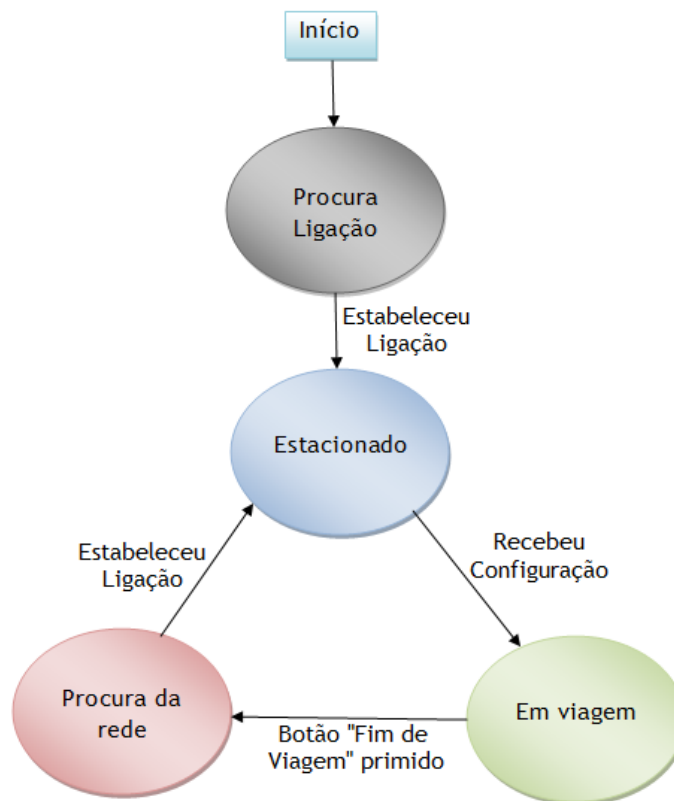 Início
Procura
Ligação
Estabeleceu
Ligação
Estacionado
Estabeleceu
Ligação
Recebeu
Configuração
Procura da
rede
Em viagem
Botão "Fim de
Viagem" primido